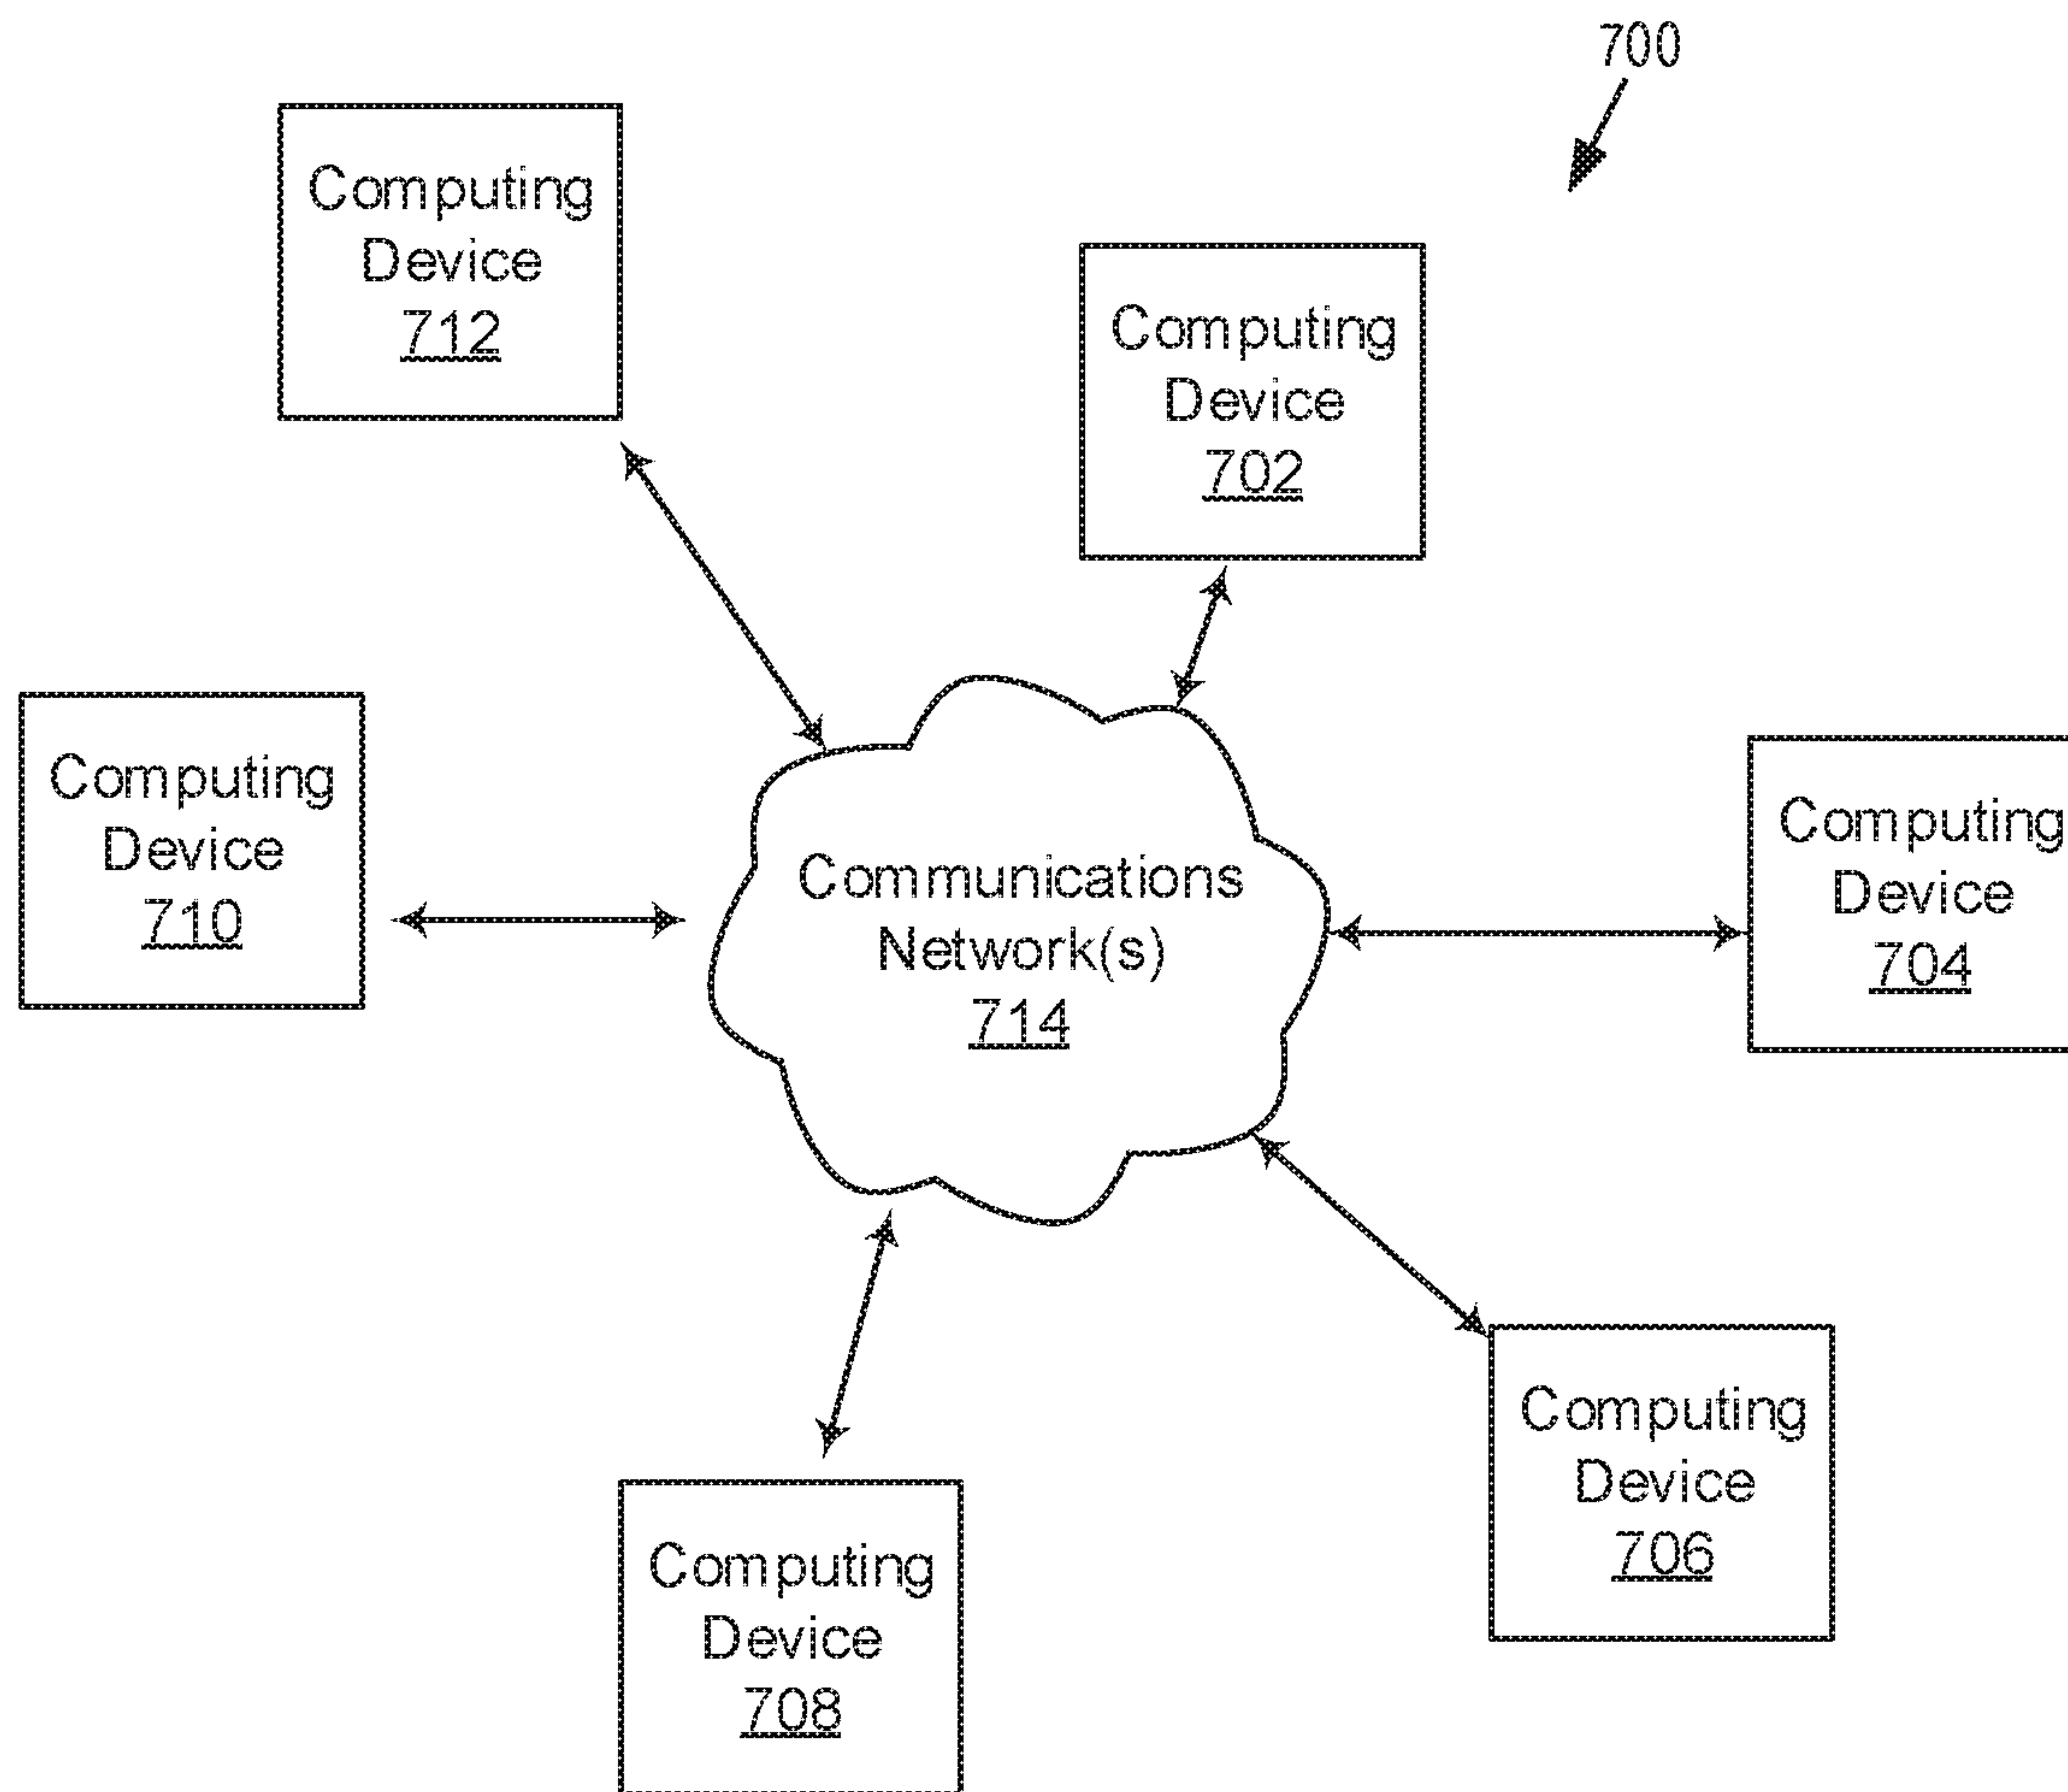 700
Computing
Device
712
Computing
Device
702
Computing
Device
710
Communications
Network(s)
714
Computing
Device
704
Computing
Device
706
Computing
Device
708